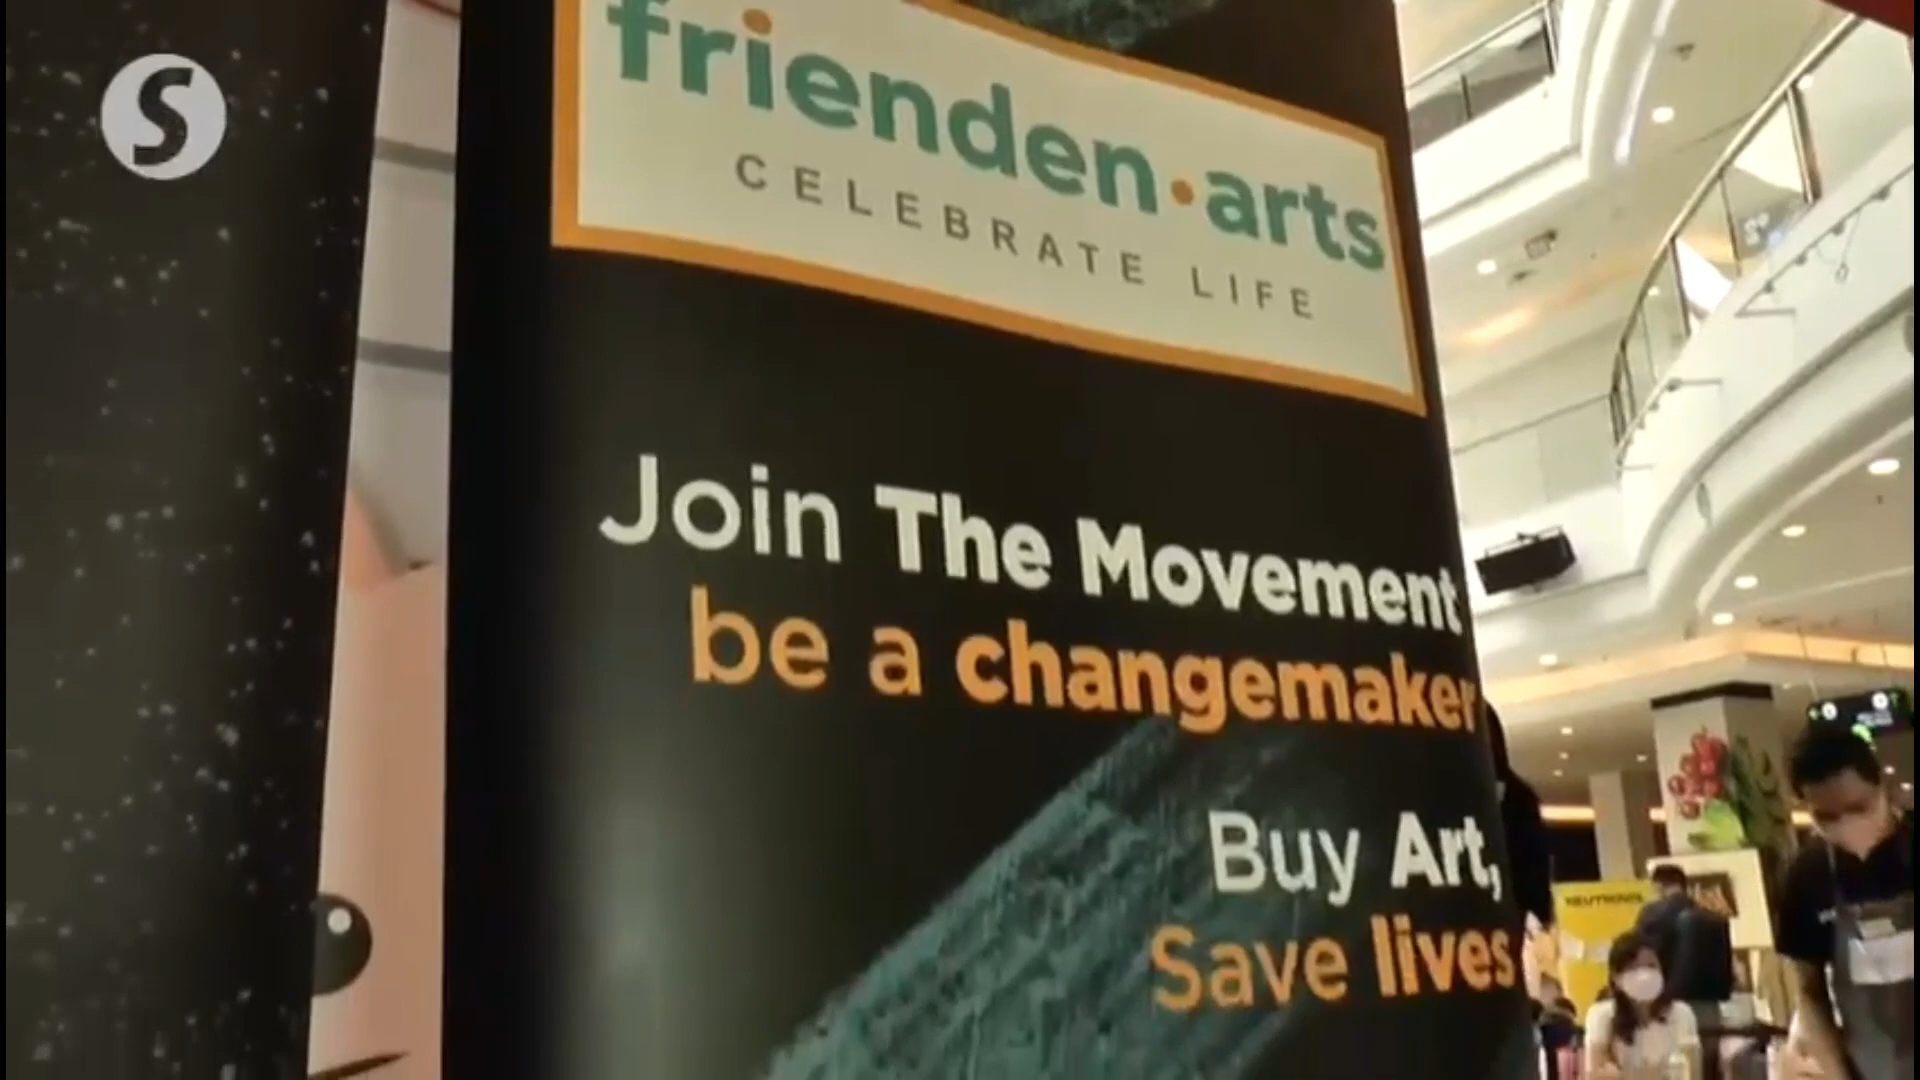 S
frienden•arts
CELEBRATE LIFE
Join The Movement
be a changemaker
Buy Art,
Save lives